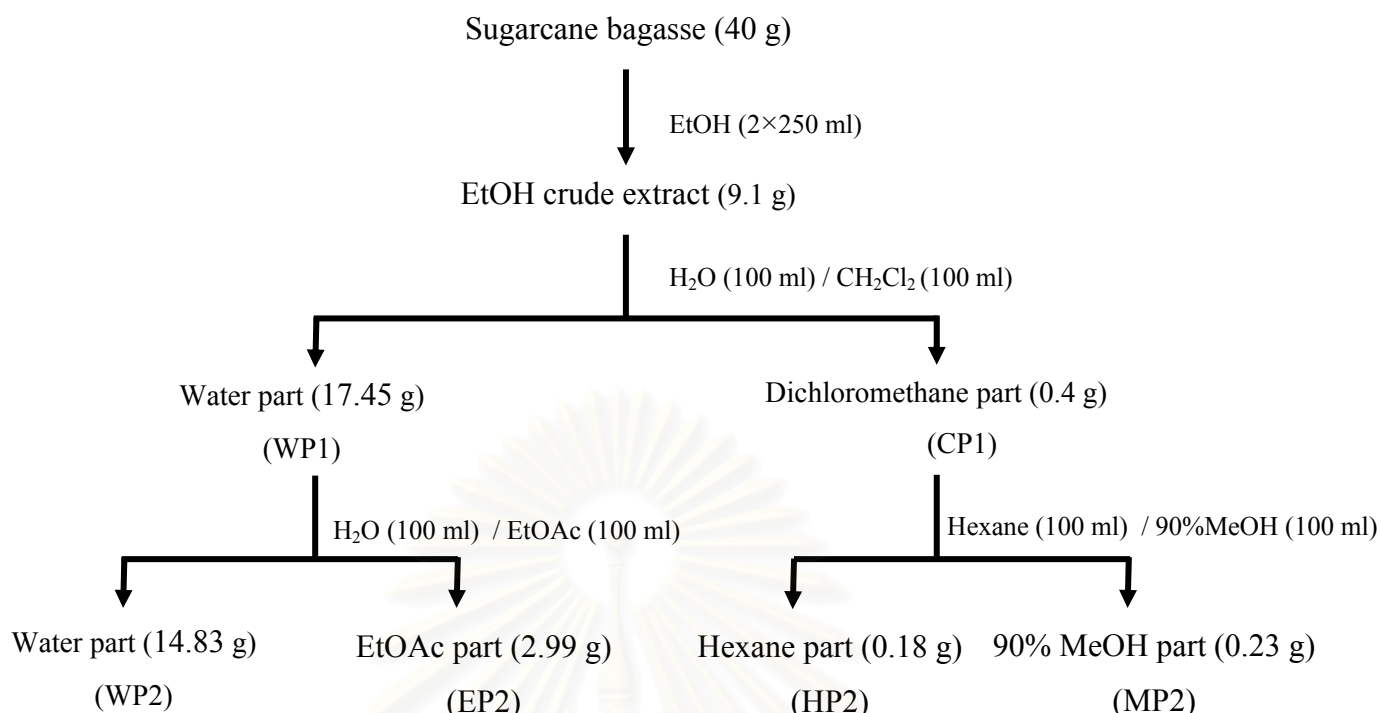 Sugarcane bagasse (40 g)
EtOH (2×250 ml)
EtOH crude extract (9.1 g)
H₂O (100 ml) / CH₂Cl₂ (100 ml)
Water part (17.45 g)
(WP1)
Dichloromethane part (0.4 g)
(CP1)
H₂O (100 ml) / EtOAc (100 ml)
Hexane (100 ml) / 90%MeOH (100 ml)
Water part (14.83 g)
(WP2)
EtOAc part (2.99 g)
(EP2)
Hexane part (0.18 g)
(HP2)
90% MeOH part (0.23 g)
(MP2)